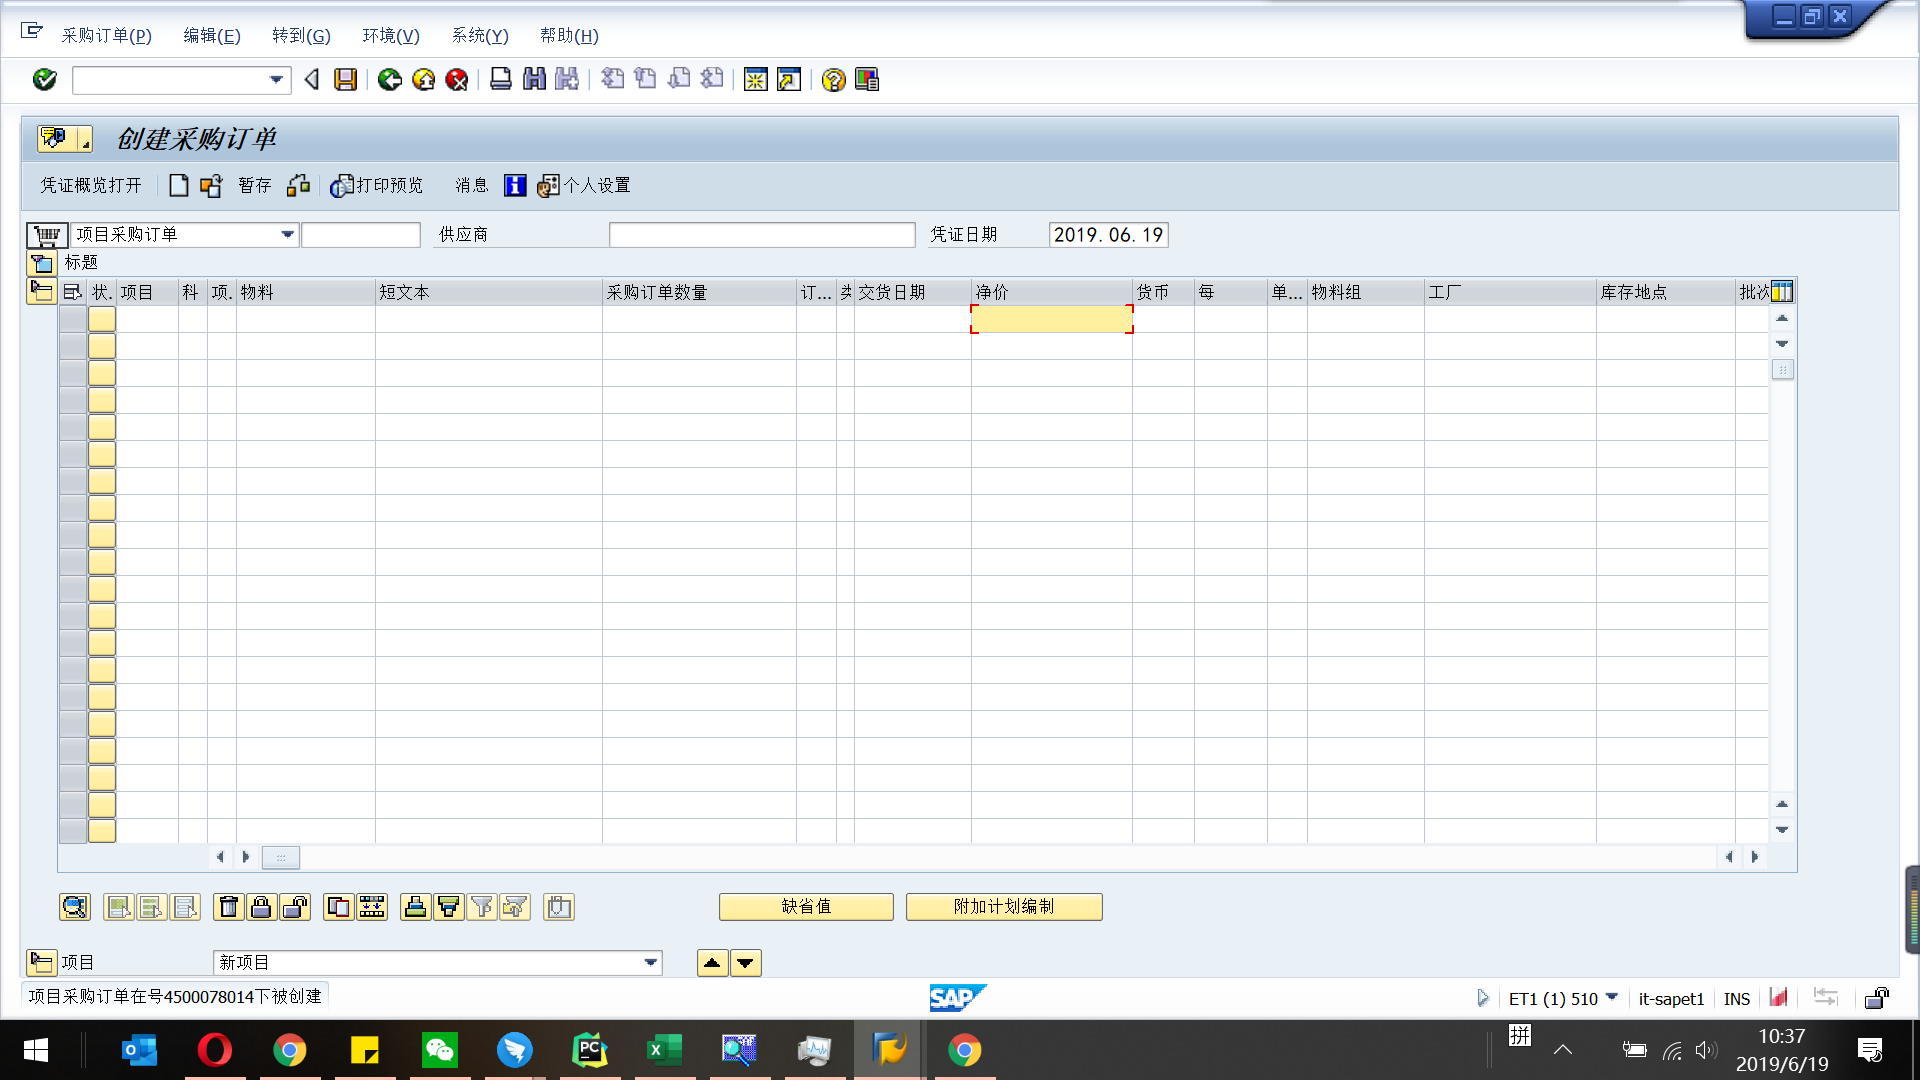 采购订单(P) 编辑(E) 转到(G) 环境(V) 系统(Y) 帮助(H)
创建采购订单
凭证概览打开 暂存 打印预览 消息 个人设置
项目采购订单 供应商 凭证日期 2019.06.19
标题
状. 项目 科 项. 物料 短文本 采购订单数量 订... 交货日期 净价 货币 每 单... 物料组 工厂 库存地点 批次
缺省值 附加计划编制
项目 新项目
项目采购订单在号4500078014下被创建
SAP
ET1 (1) 510 it-sapet1 INS
拼
10:37
2019/6/19